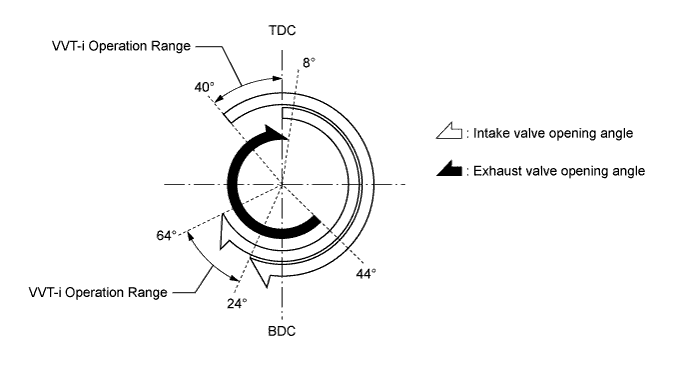 TDC
VVT-i Operation Range
8°
40°
: Intake valve opening angle
: Exhaust valve opening angle
64°
44°
VVT-i Operation Range
24°
BDC